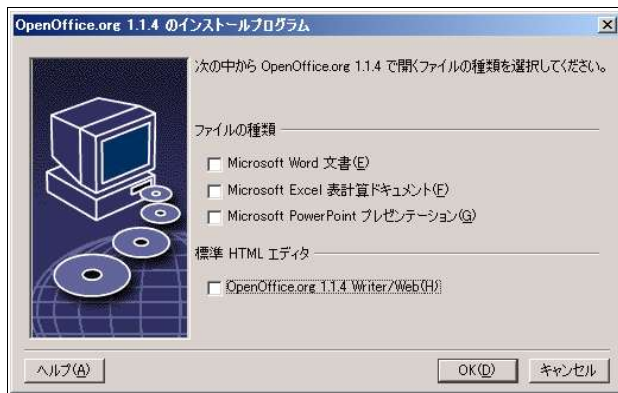 OpenOffice.org 1.1.4 のインストールプログラム
次の中から OpenOffice.org 1.1.4 で開くファイルの種類を選択してください。
ファイルの種類
Microsoft Word 文書(E)
Microsoft Excel 表計算ドキュメント(F)
Microsoft PowerPoint プレゼンテーション(G)
標準 HTML エディタ
OpenOffice.org 1.1.4 Writer/Web(H)
ヘルプ(A)
OK(D)
キャンセル